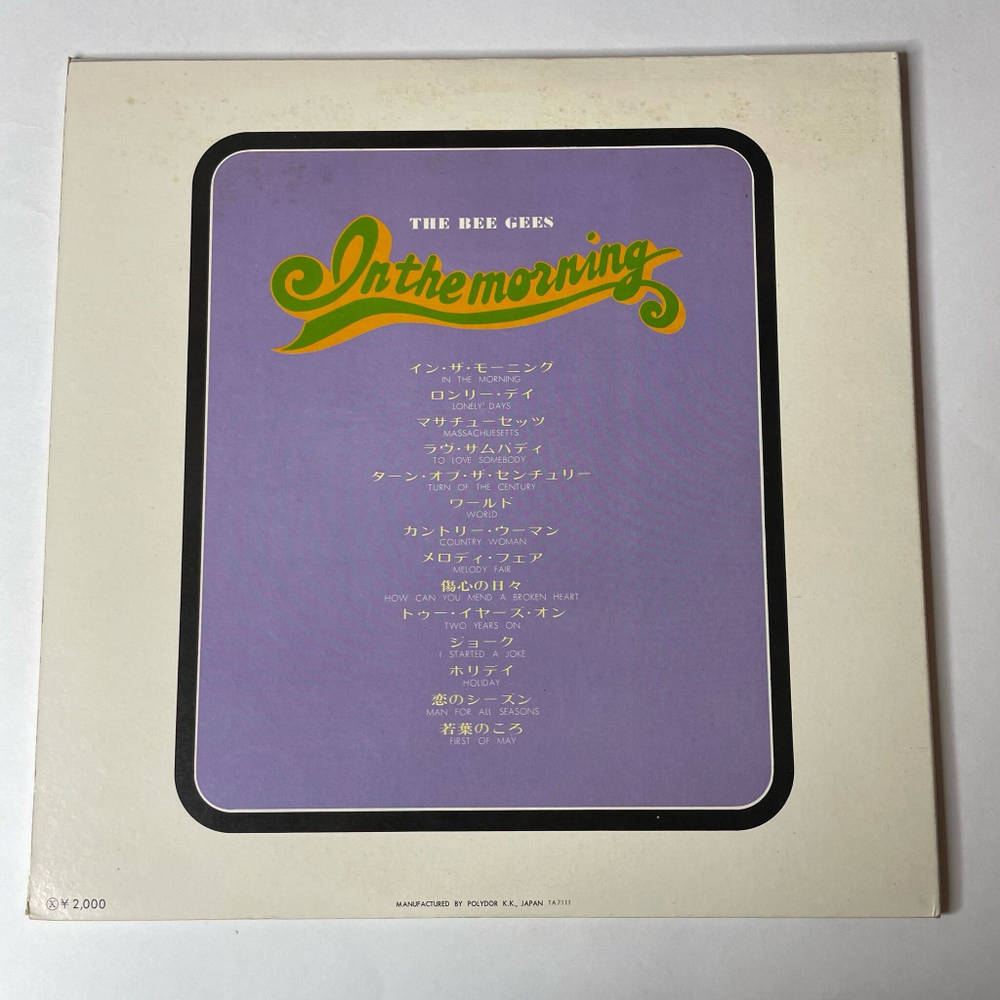 THE BEE GEES
In the morning
イン・ザ・モーニング
IN THE MORNING
ロンリー・デイ
LONELY DAYS
マサチューセッツ
MASSACHUESETTS
ラヴ・サムバディ
TO LOVE SOMEBODY
ターン・オブ・ザ・センチュリー
TURN OF THE CENTURY
ワールド
WORLD
カントリー・ウーマン
COUNTRY WOMAN
メロディ・フェア
MELODY FAIR
傷心の日々
HOW CAN YOU MEND A BROKEN HEART
トゥー・イヤーズ・オン
TWO YEARS ON
ジョーク
I STARTED A JOKE
ホリデイ
HOLIDAY
恋のシーズン
MAN FOR ALL SEASONS
若葉のころ
FIRST OF MAY
Ⓧ¥2,000
MANUFACTURED BY POLYDOR K.K., JAPAN TA7111